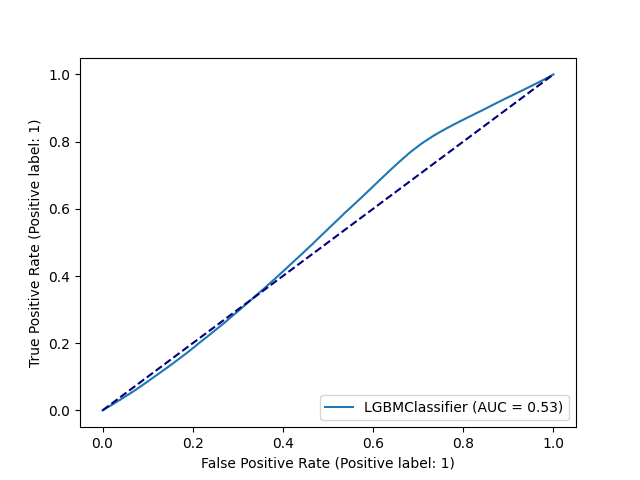 1.0
0.8
0.6
0.4
0.2
0.0
True Positive Rate (Positive label: 1)
LGBMClassifier (AUC = 0.53)
0.0 0.2 0.4 0.6 0.8 1.0
False Positive Rate (Positive label: 1)